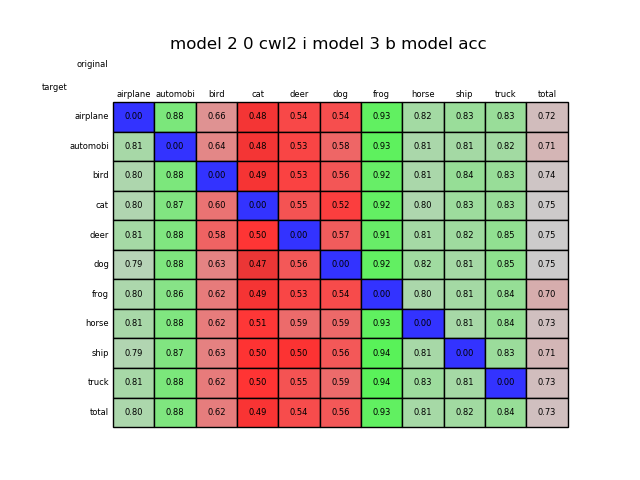 model 2 0 cwl2 i model 3 b model acc
original
target
airplane automobi bird cat deer dog frog horse ship truck total
airplane 0.00 0.88 0.66 0.48 0.54 0.54 0.93 0.82 0.83 0.83 0.72
automobi 0.81 0.00 0.64 0.48 0.53 0.58 0.93 0.81 0.81 0.82 0.71
bird 0.80 0.88 0.00 0.49 0.53 0.56 0.92 0.81 0.84 0.83 0.74
cat 0.80 0.87 0.60 0.00 0.55 0.52 0.92 0.80 0.83 0.83 0.75
deer 0.81 0.88 0.58 0.50 0.00 0.57 0.91 0.81 0.82 0.85 0.75
dog 0.79 0.88 0.63 0.47 0.56 0.00 0.92 0.82 0.81 0.85 0.75
frog 0.80 0.86 0.62 0.49 0.53 0.54 0.00 0.80 0.81 0.84 0.70
horse 0.81 0.88 0.62 0.51 0.59 0.59 0.93 0.00 0.81 0.84 0.73
ship 0.79 0.87 0.63 0.50 0.50 0.56 0.94 0.81 0.00 0.83 0.71
truck 0.81 0.88 0.62 0.50 0.55 0.59 0.94 0.83 0.81 0.00 0.73
total 0.80 0.88 0.62 0.49 0.54 0.56 0.93 0.81 0.82 0.84 0.73